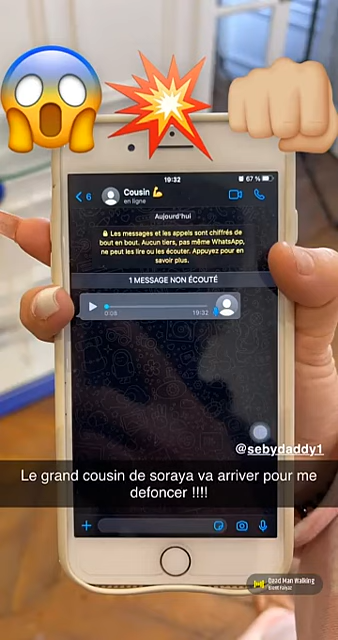 19:32
67 %
6
Cousin 💪
en ligne
Aujourd'hui
🔒 Les messages et les appels sont chiffrés de
bout en bout. Aucun tiers, pas même WhatsApp,
ne peut les lire ou les écouter. Appuyez pour en
savoir plus.
1 MESSAGE NON ÉCOUTÉ
0:08
19:32
@sebydaddy1
Le grand cousin de soraya va arriver pour me
defoncer !!!!
Dead Man Walking
Brent Faiyaz